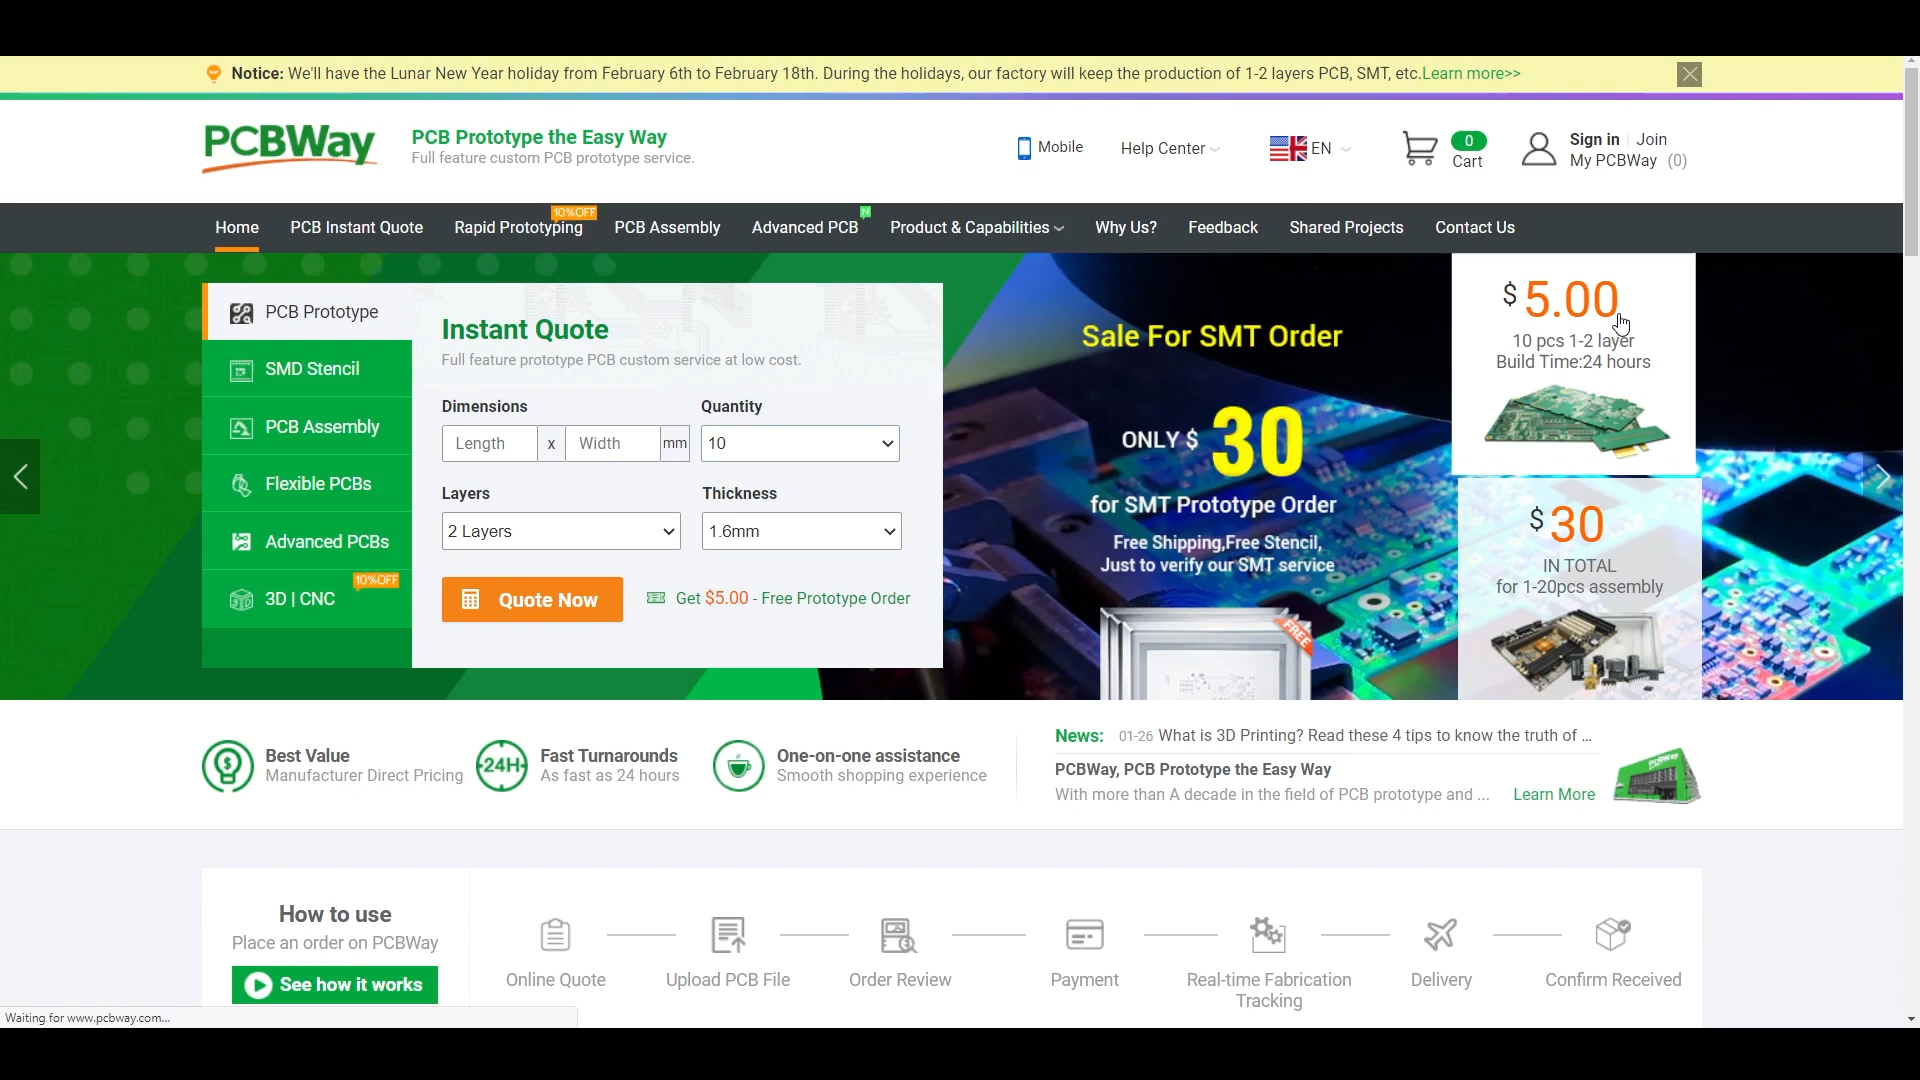 Notice: We'll have the Lunar New Year holiday from February 6th to February 18th. During the holidays, our factory will keep the production of 1-2 layers PCB, SMT, etc.Learn more>>
PCBWay
PCB Prototype the Easy Way
Full feature custom PCB prototype service.
Mobile
Help Center
EN
0
Cart
Sign in
Join
My PCBWay (0)
Home
PCB Instant Quote
10%OFF
Rapid Prototyping
PCB Assembly
N
Advanced PCB
Product & Capabilities
Why Us?
Feedback
Shared Projects
Contact Us
PCB Prototype
SMD Stencil
PCB Assembly
Flexible PCBs
Advanced PCBs
10%OFF
3D | CNC
Instant Quote
Full feature prototype PCB custom service at low cost.
Dimensions
Quantity
Length
x
Width
mm
10
Layers
Thickness
2 Layers
1.6mm
Quote Now
Get $5.00 - Free Prototype Order
Sale For SMT Order
ONLY $ 30
for SMT Prototype Order
Free Shipping,Free Stencil,
Just to verify our SMT service
FREE
$ 5.00
10 pcs 1-2 layer
Build Time:24 hours
$ 30
IN TOTAL
for 1-20pcs assembly
Best Value
Manufacturer Direct Pricing
24H
Fast Turnarounds
As fast as 24 hours
One-on-one assistance
Smooth shopping experience
News: 01-26 What is 3D Printing? Read these 4 tips to know the truth of ...
PCBWay, PCB Prototype the Easy Way
With more than A decade in the field of PCB prototype and ... Learn More
PCBWay
How to use
Place an order on PCBWay
See how it works
Online Quote
Upload PCB File
Order Review
Payment
Real-time Fabrication
Tracking
Delivery
Confirm Received
Waiting for www.pcbway.com...